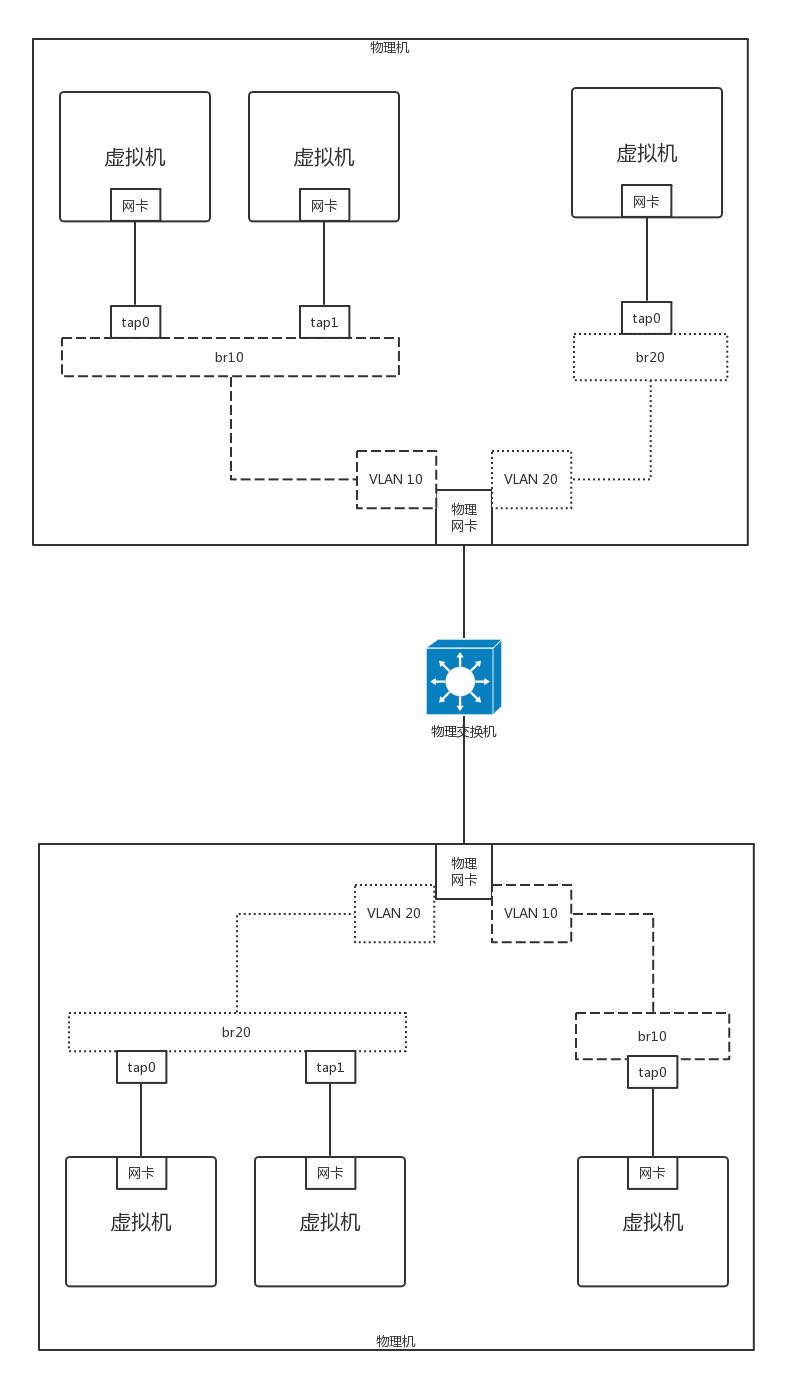 物理机
虚拟机
虚拟机
虚拟机
网卡
网卡
网卡
tap0
tap1
tap0
br10
br20
VLAN 10
VLAN 20
物理
网卡
物理交换机
物理
网卡
VLAN 20
VLAN 10
br20
br10
tap0
tap1
tap0
网卡
网卡
网卡
虚拟机
虚拟机
虚拟机
物理机